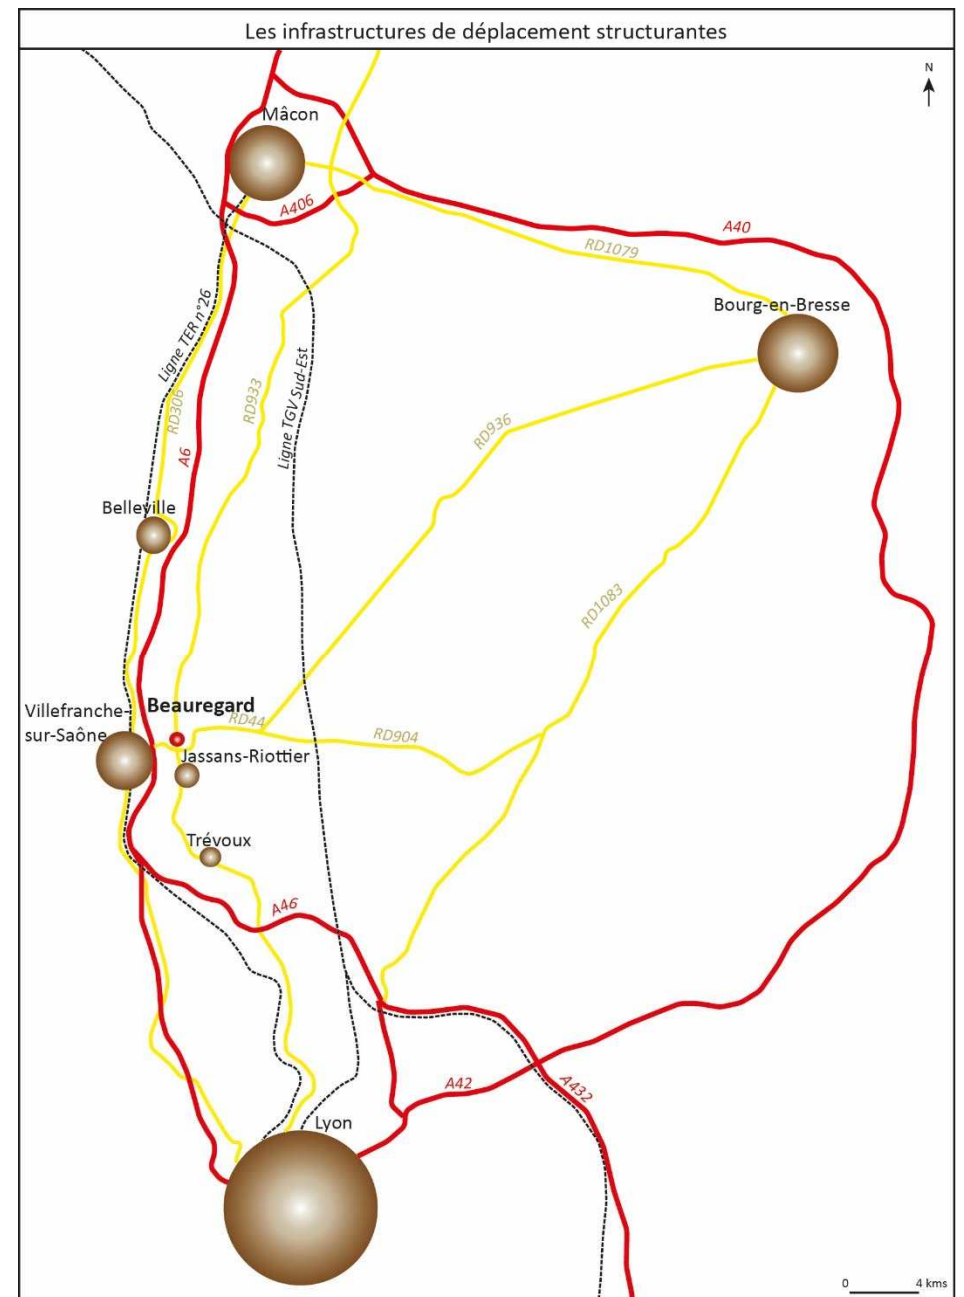 Les infrastructures de déplacement structurantes
N
Mâcon
A406
A40
RD1079
Bourg-en-Bresse
Ligne TER n°26
RD306
A6
RD933
Ligne TGV Sud-Est
RD936
Belleville
RD1083
Villefranche-
sur-Saône
Beauregard
RD44
RD904
Jassans-Riottier
Trévoux
A46
A42
A432
Lyon
0 4 kms